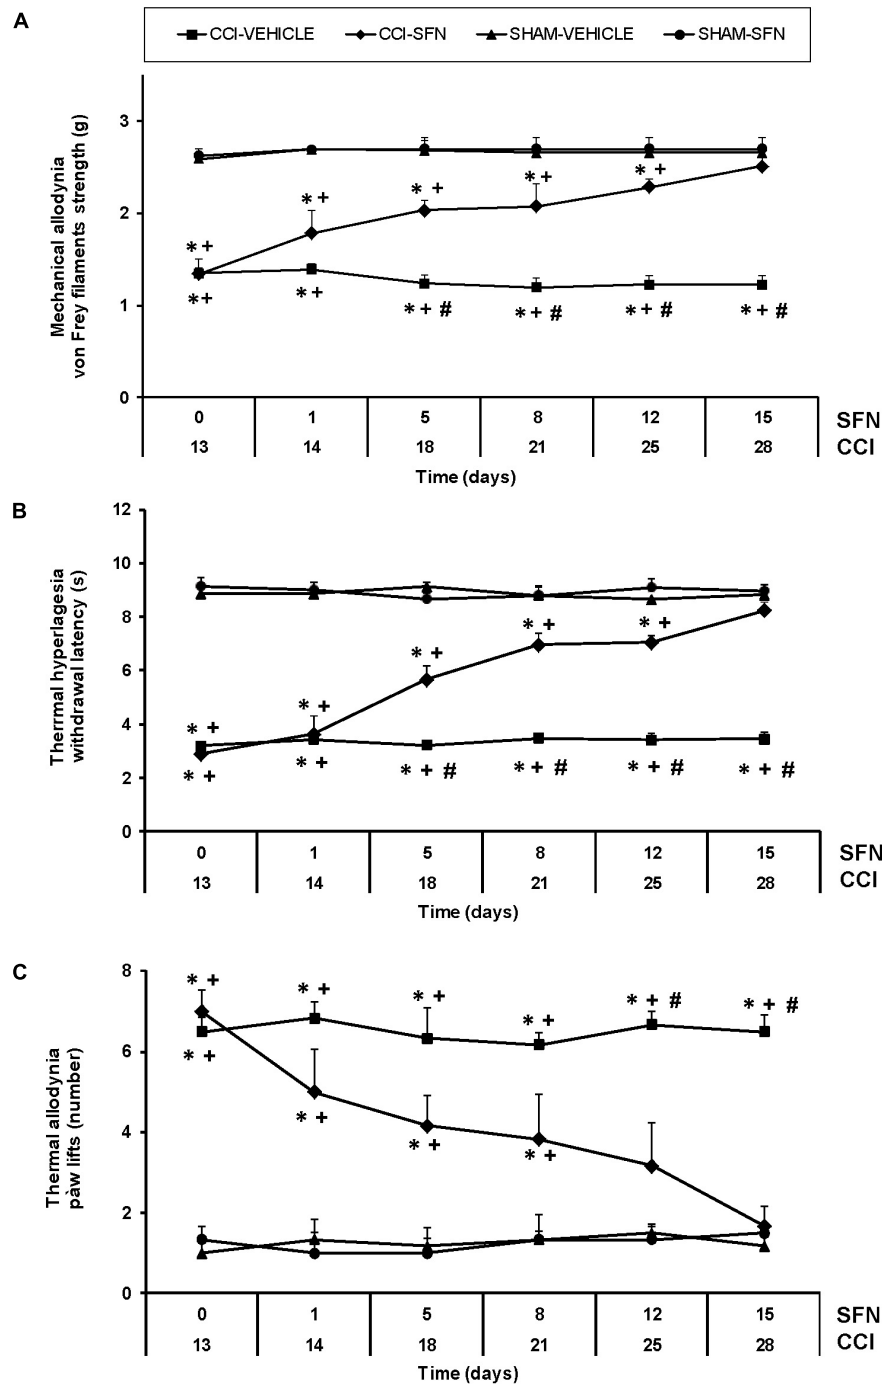 A
CCI-VEHICLE CCI-SFN SHAM-VEHICLE SHAM-SFN
Mechanical allodynia
von Frey filaments strength (g)
3
2
1
0
* +
* +
* +
* +
* +
*+
* +
* + #
* + #
* + #
* + #
0 1 5 8 12 15 SFN
13 14 18 21 25 28 CCI
Time (days)
B
Therrmal hyperlagesia
withdrawal latency (s)
12
10
8
6
4
2
0
* +
* +
* +
* +
* +
* +
* +
* + #
* + #
* + #
* + #
0 1 5 8 12 15 SFN
13 14 18 21 25 28 CCI
Time (days)
C
Thermal allodynia
pàw lifts (number)
8
6
4
2
0
* +
* +
* +
* +
* + #
* + #
* +
* +
* +
* +
0 1 5 8 12 15 SFN
13 14 18 21 25 28 CCI
Time (days)